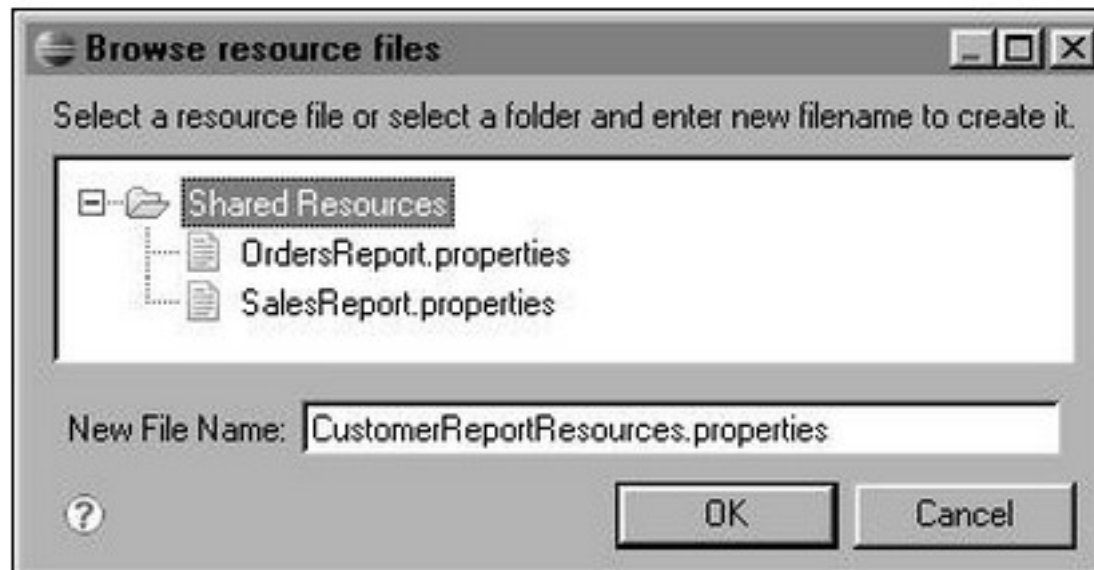 Browse resource files
Select a resource file or select a folder and enter new filename to create it.
Shared Resources
OrdersReport.properties
SalesReport.properties
New File Name: CustomerReportResources.properties
? OK Cancel